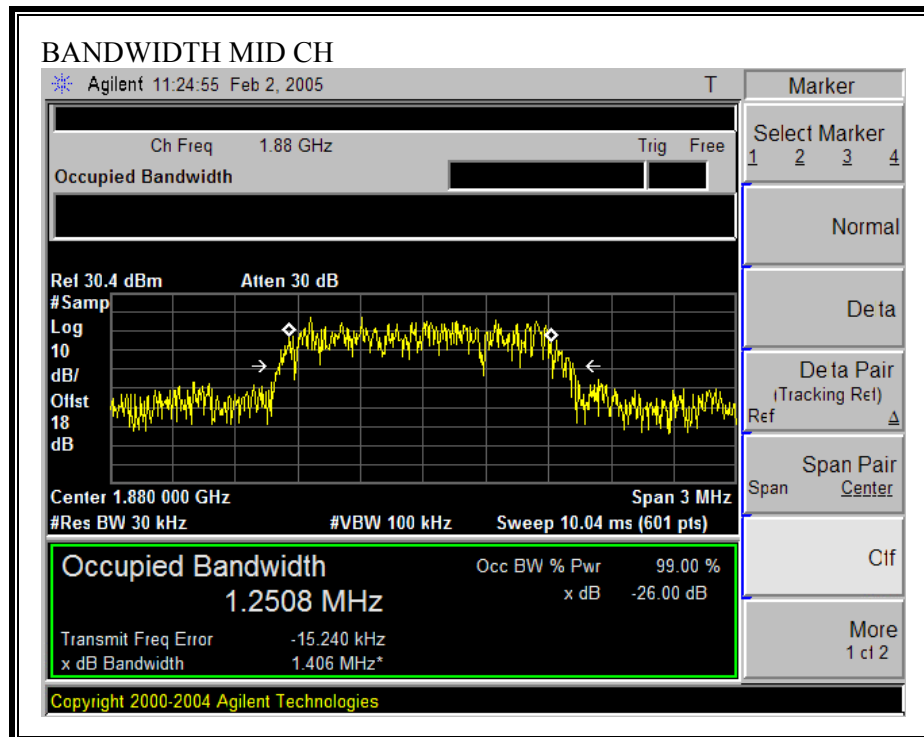 BANDWIDTH MID CH
Agilent 11:24:55 Feb 2, 2005 T
Marker
Ch Freq 1.88 GHz Trig Free
Occupied Bandwidth
Select Marker
1 2 3 4
Normal
De ta
De ta Pair
(Tracking Ref)
Ref Δ
Span Pair
Span Center
Off
More
1 of 2
Ref 30.4 dBm Atten 30 dB
#Samp
Log
10
dB/
Offst
18
dB
Center 1.880 000 GHz Span 3 MHz
#Res BW 30 kHz #VBW 100 kHz Sweep 10.04 ms (601 pts)
Occupied Bandwidth
1.2508 MHz
Occ BW % Pwr 99.00 %
x dB -26.00 dB
Transmit Freq Error -15.240 kHz
x dB Bandwidth 1.406 MHz*
Copyright 2000-2004 Agilent Technologies